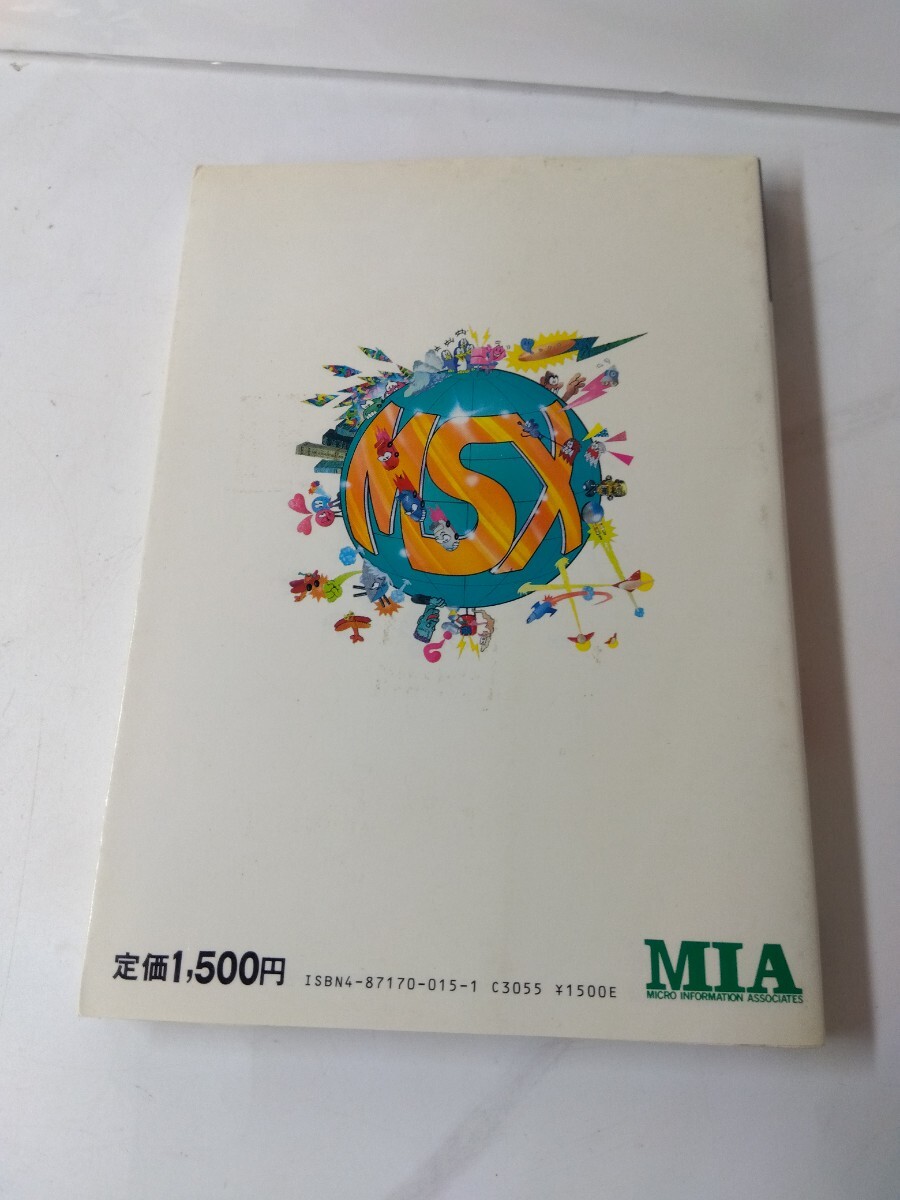 MSX
?
定価1,500円
ISBN4-87170-015-1 C3055 ¥1500E
MIA
MICRO INFORMATION ASSOCIATES